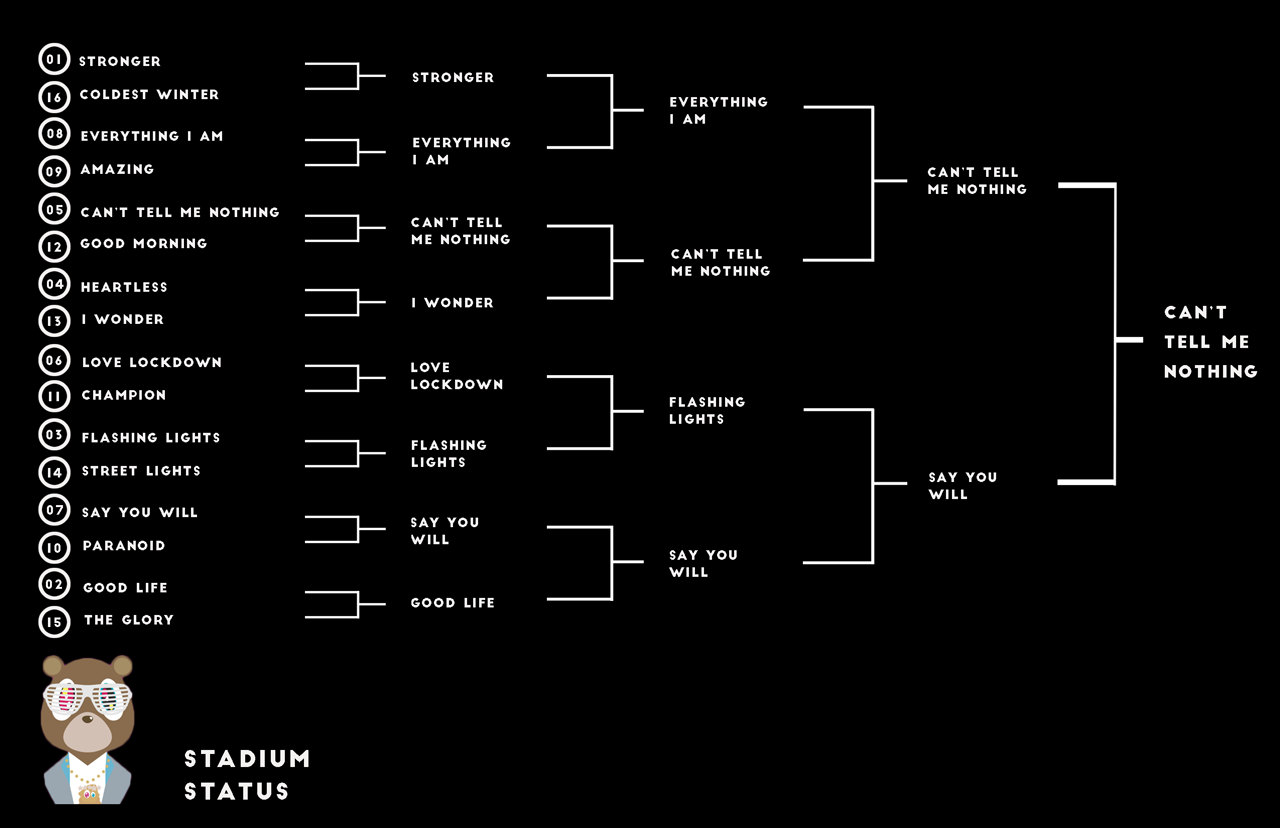 01 STRONGER
16 COLDEST WINTER
08 EVERYTHING I AM
09 AMAZING
05 CAN'T TELL ME NOTHING
12 GOOD MORNING
04 HEARTLESS
13 I WONDER
06 LOVE LOCKDOWN
11 CHAMPION
03 FLASHING LIGHTS
14 STREET LIGHTS
07 SAY YOU WILL
10 PARANOID
02 GOOD LIFE
15 THE GLORY
STRONGER
EVERYTHING
I AM
CAN'T TELL
ME NOTHING
I WONDER
LOVE
LOCKDOWN
FLASHING
LIGHTS
SAY YOU
WILL
GOOD LIFE
EVERYTHING
I AM
CAN'T TELL
ME NOTHING
FLASHING
LIGHTS
SAY YOU
WILL
CAN'T TELL
ME NOTHING
SAY YOU
WILL
CAN'T
TELL ME
NOTHING
STADIUM
STATUS